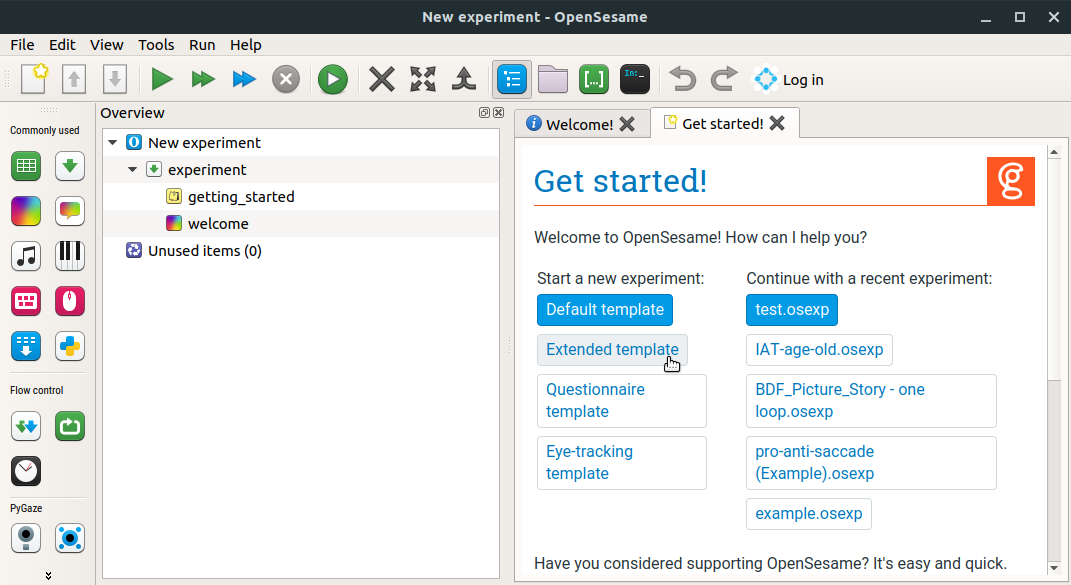 New experiment - OpenSesame
File Edit View Tools Run Help
In:_
Log in
Commonly used
Flow control
PyGaze
Overview
New experiment
experiment
getting_started
welcome
Unused items (0)
Welcome!
Get started!
Get started!
Welcome to OpenSesame! How can I help you?
Start a new experiment:
Default template
Extended template
Questionnaire
template
Eye-tracking
template
Continue with a recent experiment:
test.osexp
IAT-age-old.osexp
BDF_Picture_Story - one
loop.osexp
pro-anti-saccade
(Example).osexp
example.osexp
Have you considered supporting OpenSesame? It's easy and quick.